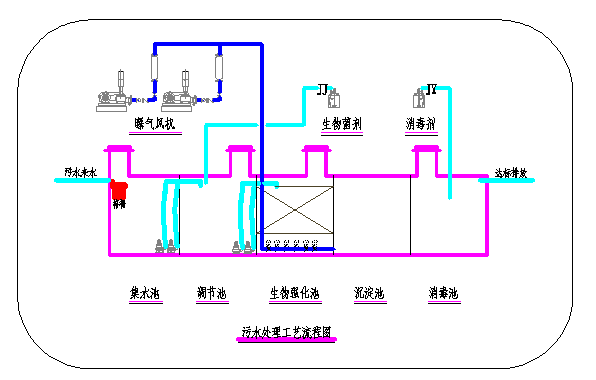 曝气风机
生物菌剂
消毒剂
污水来水
达标排放
格栅
集水池
调节池
生物强化池
沉淀池
消毒池
污水处理工艺流程图